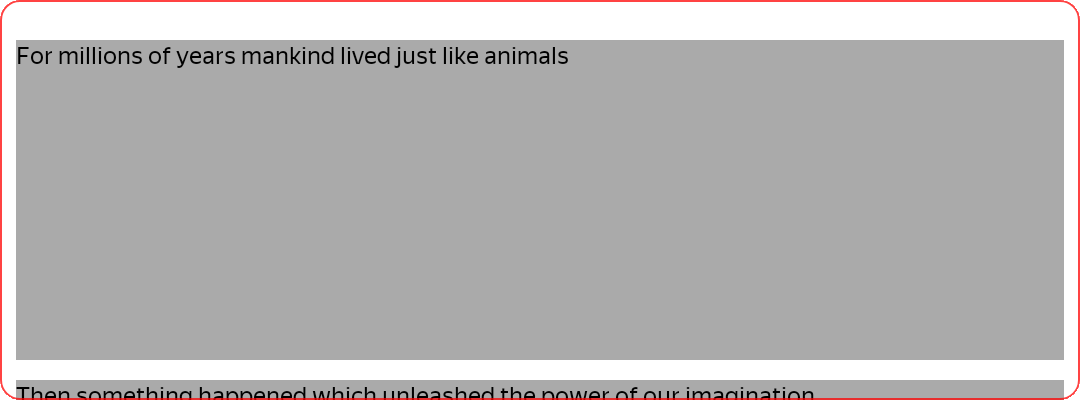 For millions of years mankind lived just like animals
Then something happened which unleashed the power of our imagination